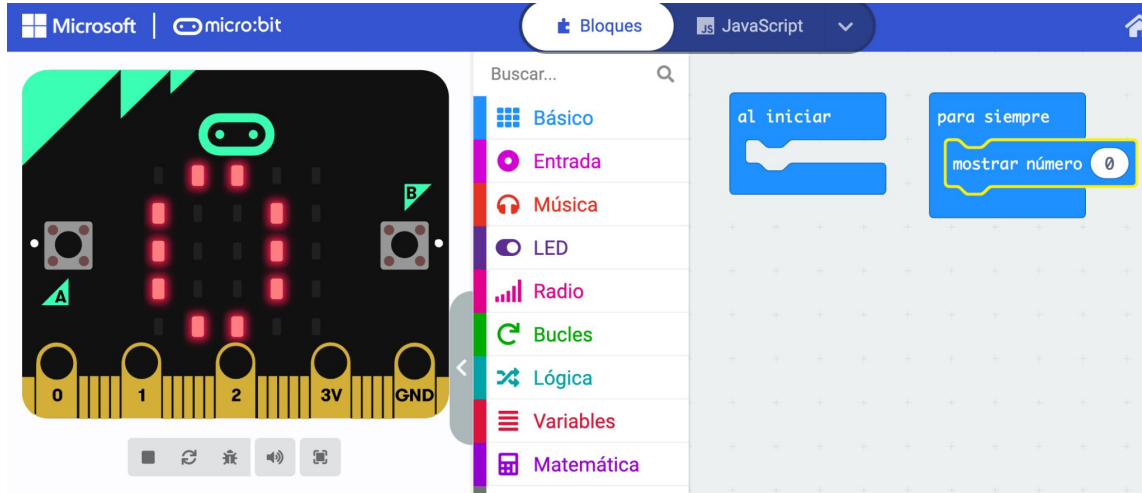 Microsoft micro:bit
Bloques
JS JavaScript
A
B
0 1 2 3V GND
Buscar...
Básico
Entrada
Música
LED
Radio
Bucles
Lógica
Variables
Matemática
al iniciar
para siempre
mostrar número 0